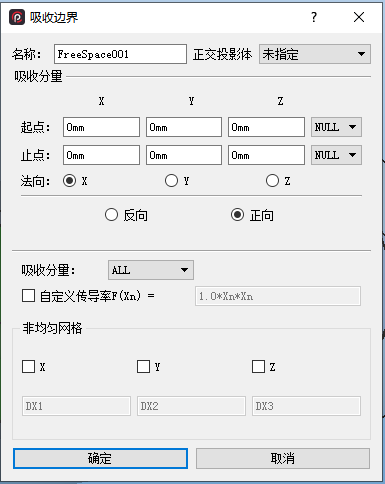 吸收边界 ?
名称: FreeSpace001 正交投影体 未指定
吸收分量
X Y Z
起点: 0mm 0mm 0mm NULL
止点: 0mm 0mm 0mm NULL
法向: X Y Z
反向 正向
吸收分量: ALL
自定义传导率F(Xn) = 1.0*Xn*Xn
非均匀网格
X Y Z
DX1 DX2 DX3
确定 取消